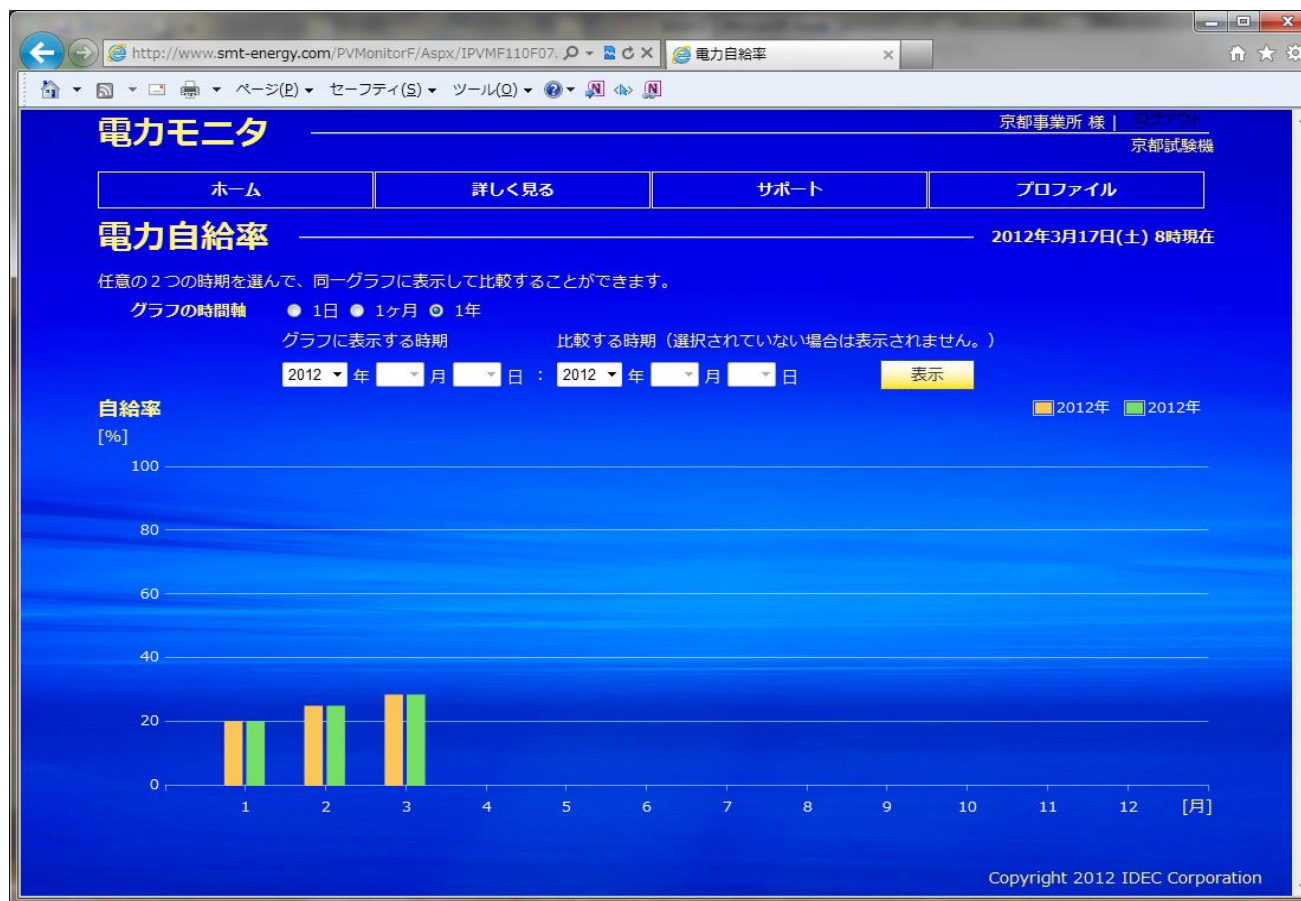 http://www.smt-energy.com/PVMonitorF/Aspx/IPVMF110F07.
電力自給率
ページ(P) セーフティ(S) ツール(O)
電力モニタ
京都事業所 様 | ログアウト
京都試験機
ホーム 詳しく見る サポート プロファイル
電力自給率
2012年3月17日(土) 8時現在
任意の２つの時期を選んで、同一グラフに表示して比較することができます。
グラフの時間軸 1日 1ヶ月 1年
グラフに表示する時期 比較する時期（選択されていない場合は表示されません。）
2012 年 月 日 : 2012 年 月 日 表示
自給率
2012年 2012年
[%]
100
80
60
40
20
0
1 2 3 4 5 6 7 8 9 10 11 12 [月]
Copyright 2012 IDEC Corporation